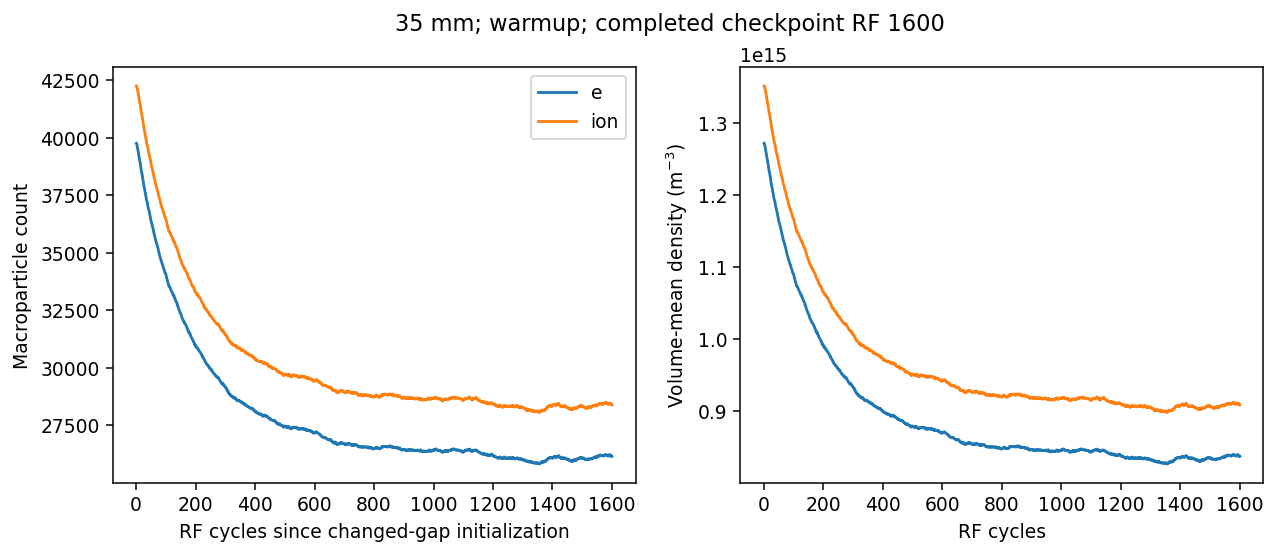 35 mm; warmup; completed checkpoint RF 1600
42500
40000
37500
35000
32500
30000
27500
Macroparticle count
e
ion
0 200 400 600 800 1000 1200 1400 1600
RF cycles since changed-gap initialization
1e15
1.3
1.2
1.1
1.0
0.9
Volume-mean density (m⁻³)
0 200 400 600 800 1000 1200 1400 1600
RF cycles